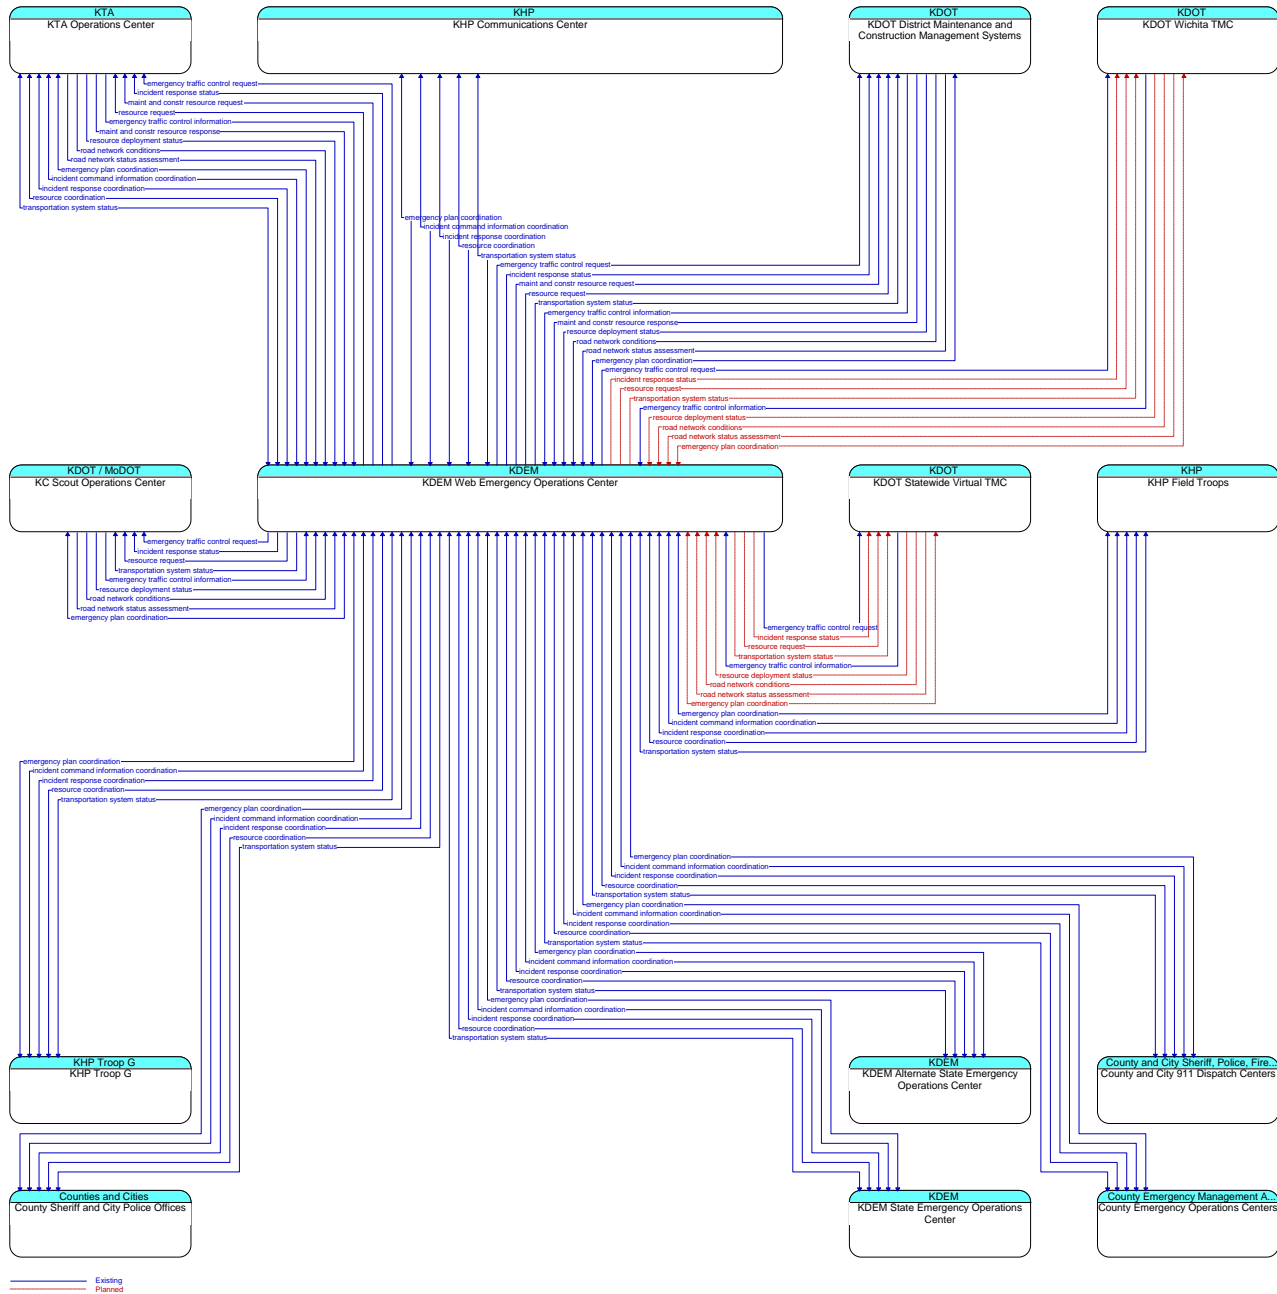 KTA
KTA Operations Center
KHP
KHP Communications Center
KDOT
KDOT District Maintenance and
Construction Management Systems
KDOT
KDOT Wichita TMC
emergency traffic control request
incident response status
maint and constr resource request
resource request
emergency traffic control information
maint and constr resource response
resource deployment status
road network conditions
road network status assessment
emergency plan coordination
incident command information coordination
incident response coordination
resource coordination
transportation system status
emergency plan coordination
incident command information coordination
incident response coordination
resource coordination
transportation system status
emergency traffic control request
incident response status
maint and constr resource request
resource request
transportation system status
emergency traffic control information
maint and constr resource response
resource deployment status
road network conditions
road network status assessment
emergency plan coordination
emergency traffic control request
incident response status
resource request
transportation system status
emergency traffic control information
resource deployment status
road network conditions
road network status assessment
emergency plan coordination
KDOT / MoDOT
KC Scout Operations Center
KDEM
KDEM Web Emergency Operations Center
KDOT
KDOT Statewide Virtual TMC
KHP
KHP Field Troops
emergency traffic control request
incident response status
resource request
transportation system status
emergency traffic control information
resource deployment status
road network conditions
road network status assessment
emergency plan coordination
emergency traffic control request
incident response status
resource request
transportation system status
emergency traffic control information
resource deployment status
road network conditions
road network status assessment
emergency plan coordination
emergency plan coordination
incident command information coordination
incident response coordination
resource coordination
transportation system status
emergency plan coordination
incident command information coordination
incident response coordination
resource coordination
transportation system status
emergency plan coordination
incident command information coordination
incident response coordination
resource coordination
transportation system status
emergency plan coordination
incident command information coordination
incident response coordination
resource coordination
transportation system status
emergency plan coordination
incident command information coordination
incident response coordination
resource coordination
transportation system status
emergency plan coordination
incident command information coordination
incident response coordination
resource coordination
transportation system status
emergency plan coordination
incident command information coordination
incident response coordination
resource coordination
transportation system status
KHP Troop G
KHP Troop G
KDEM
KDEM Alternate State Emergency
Operations Center
County and City Sheriff, Police, Fire...
County and City 911 Dispatch Centers
Counties and Cities
County Sheriff and City Police Offices
KDEM
KDEM State Emergency Operations
Center
County Emergency Management A...
County Emergency Operations Centers
Existing
Planned